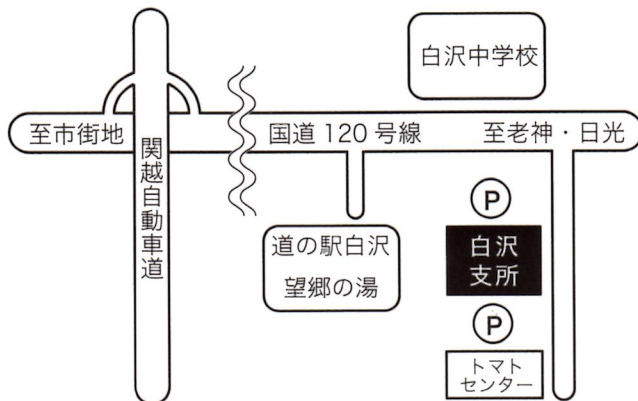 白沢中学校
至市街地
国道 120 号線
至老神・日光
関越自動車道
道の駅白沢
望郷の湯
P
白沢
支所
P
トマト
センター